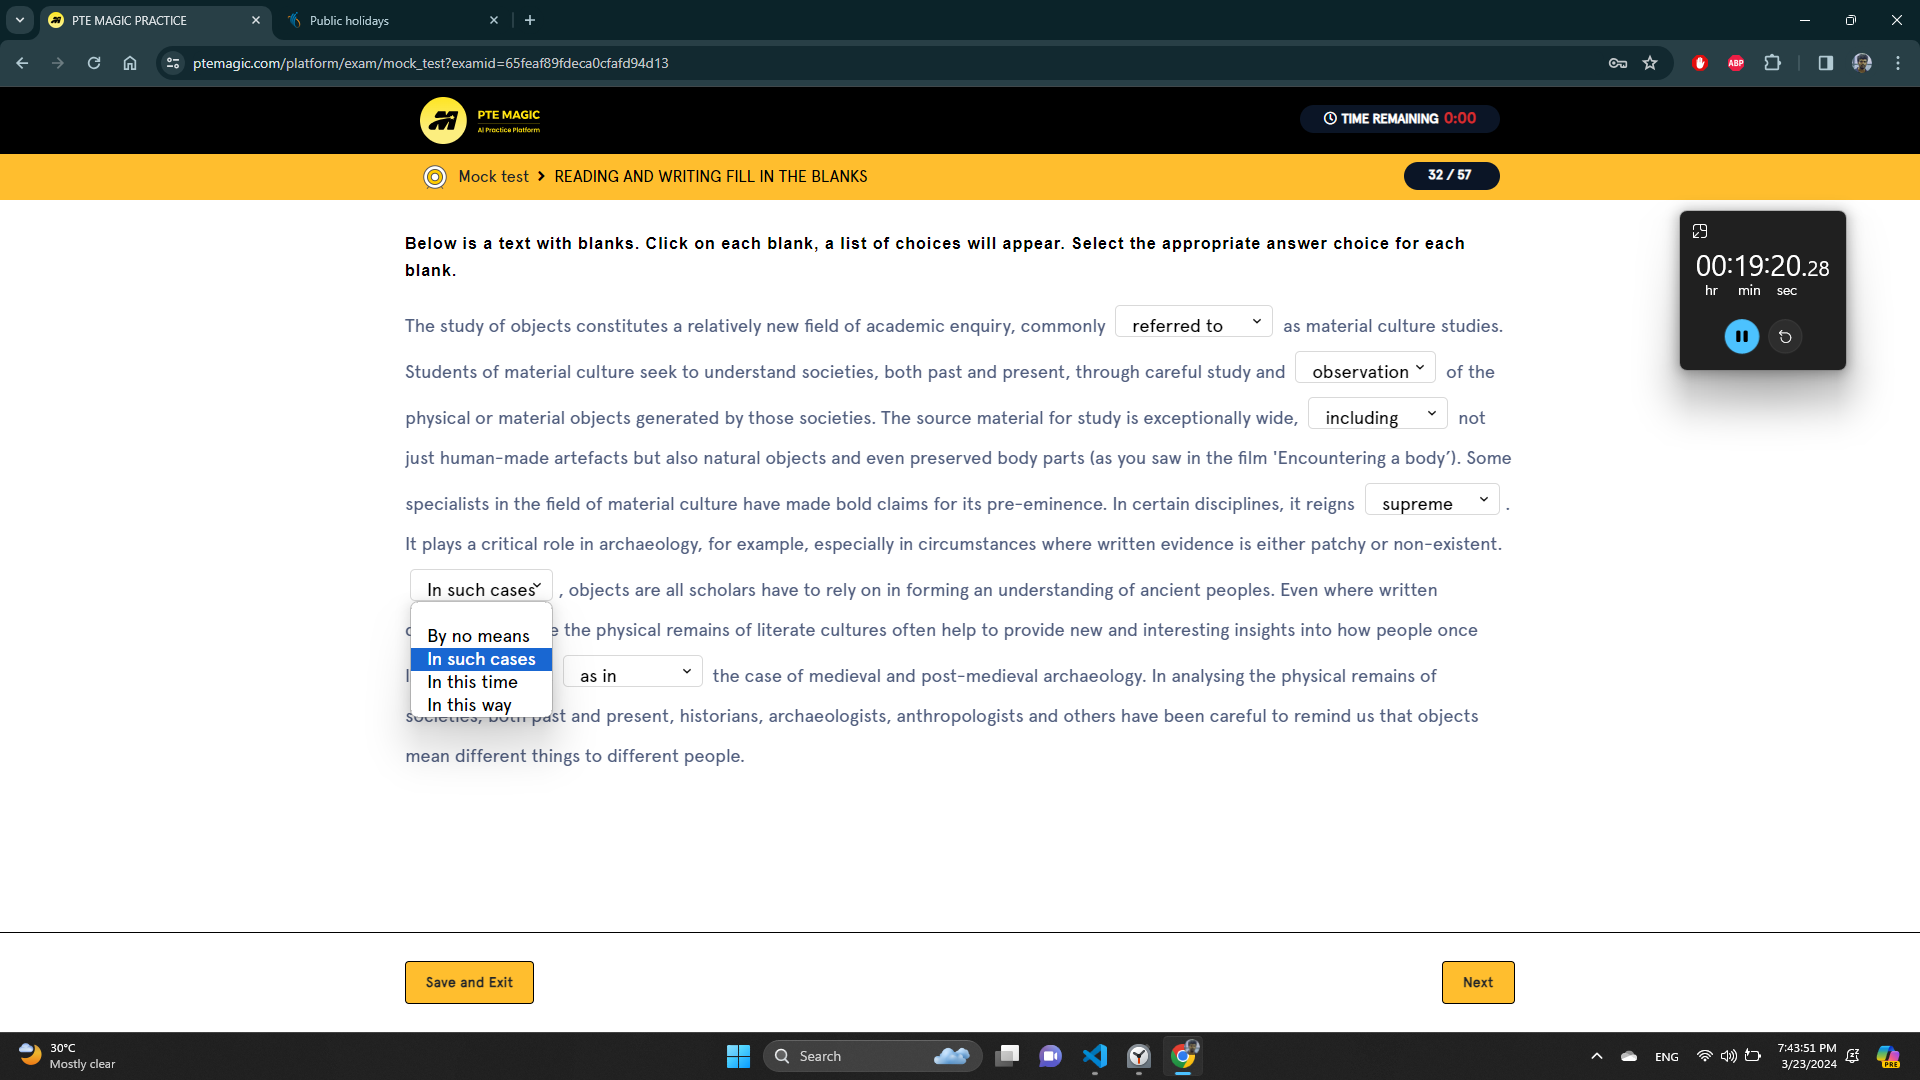 PTE MAGIC PRACTICE
Public holidays
ptemagic.com/platform/exam/mock_test?examid=65feaf89fdeca0cfafd94d13
ABP
PTE MAGIC
AI Practice Platform
TIME REMAINING 0:00
Mock test > READING AND WRITING FILL IN THE BLANKS
32 / 57
Below is a text with blanks. Click on each blank, a list of choices will appear. Select the appropriate answer choice for each
blank.
00:19:20.28
hr min sec
The study of objects constitutes a relatively new field of academic enquiry, commonly referred to as material culture studies.
Students of material culture seek to understand societies, both past and present, through careful study and observation of the
physical or material objects generated by those societies. The source material for study is exceptionally wide, including not
just human-made artefacts but also natural objects and even preserved body parts (as you saw in the film 'Encountering a body’). Some
specialists in the field of material culture have made bold claims for its pre-eminence. In certain disciplines, it reigns supreme .
It plays a critical role in archaeology, for example, especially in circumstances where written evidence is either patchy or non-existent.
In such cases , objects are all scholars have to rely on in forming an understanding of ancient peoples. Even where written
By no means
the physical remains of literate cultures often help to provide new and interesting insights into how people once
In such cases
In this time
as in the case of medieval and post-medieval archaeology. In analysing the physical remains of
In this way
societies, both past and present, historians, archaeologists, anthropologists and others have been careful to remind us that objects
mean different things to different people.
Save and Exit
Next
30°C
Mostly clear
Search
ENG
7:43:51 PM
3/23/2024
PRE